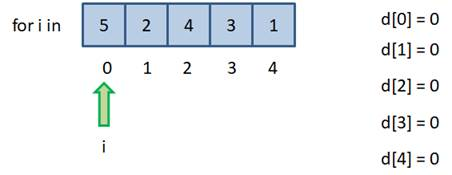 for i in 5 2 4 3 1
0 1 2 3 4
i
d[0] = 0
d[1] = 0
d[2] = 0
d[3] = 0
d[4] = 0